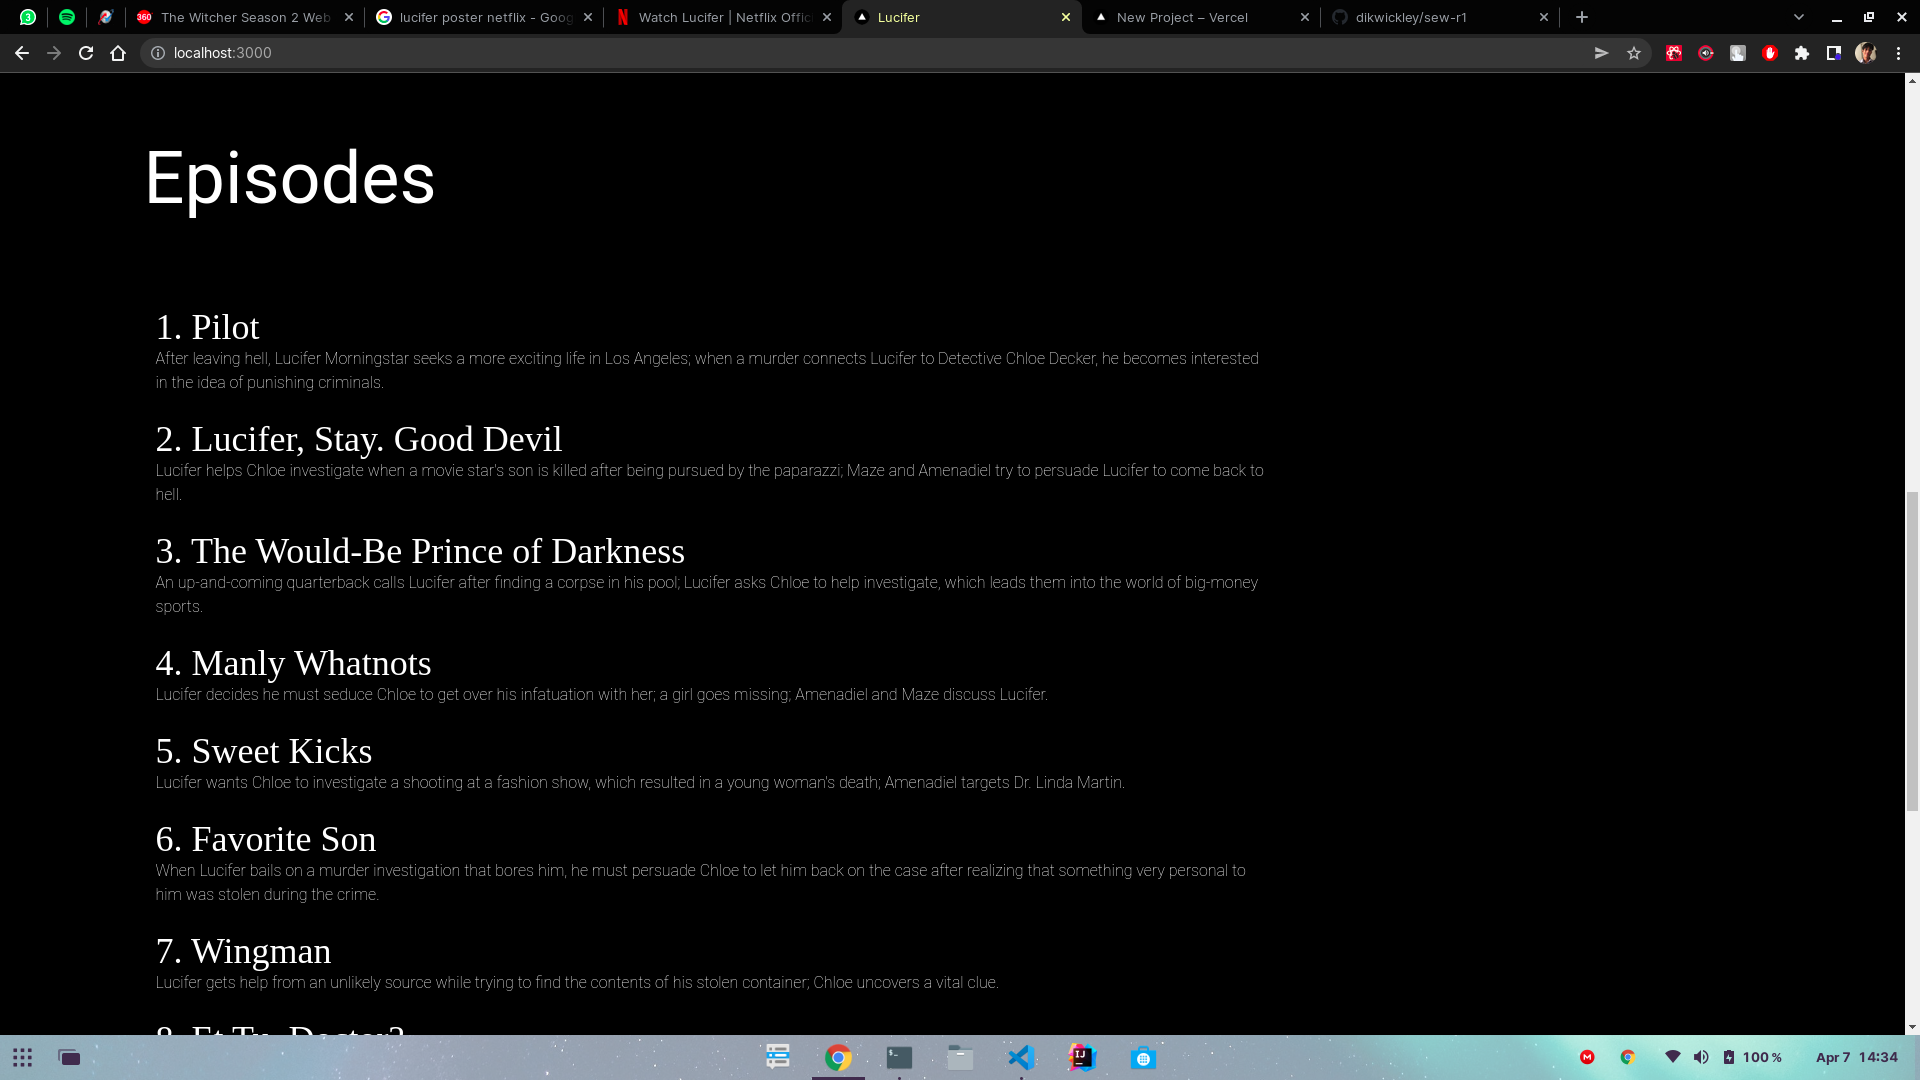 3
360
The Witcher Season 2 Web
lucifer poster netflix - Goog
Watch Lucifer | Netflix Offic
Lucifer
New Project – Vercel
dikwickley/sew-r1
localhost:3000
Episodes
1. Pilot
After leaving hell, Lucifer Morningstar seeks a more exciting life in Los Angeles; when a murder connects Lucifer to Detective Chloe Decker, he becomes interested
in the idea of punishing criminals.
2. Lucifer, Stay. Good Devil
Lucifer helps Chloe investigate when a movie star's son is killed after being pursued by the paparazzi; Maze and Amenadiel try to persuade Lucifer to come back to
hell.
3. The Would-Be Prince of Darkness
An up-and-coming quarterback calls Lucifer after finding a corpse in his pool; Lucifer asks Chloe to help investigate, which leads them into the world of big-money
sports.
4. Manly Whatnots
Lucifer decides he must seduce Chloe to get over his infatuation with her; a girl goes missing; Amenadiel and Maze discuss Lucifer.
5. Sweet Kicks
Lucifer wants Chloe to investigate a shooting at a fashion show, which resulted in a young woman's death; Amenadiel targets Dr. Linda Martin.
6. Favorite Son
When Lucifer bails on a murder investigation that bores him, he must persuade Chloe to let him back on the case after realizing that something very personal to
him was stolen during the crime.
7. Wingman
Lucifer gets help from an unlikely source while trying to find the contents of his stolen container; Chloe uncovers a vital clue.
8. Et Tu, Doctor?
100 %
Apr 7 14:34